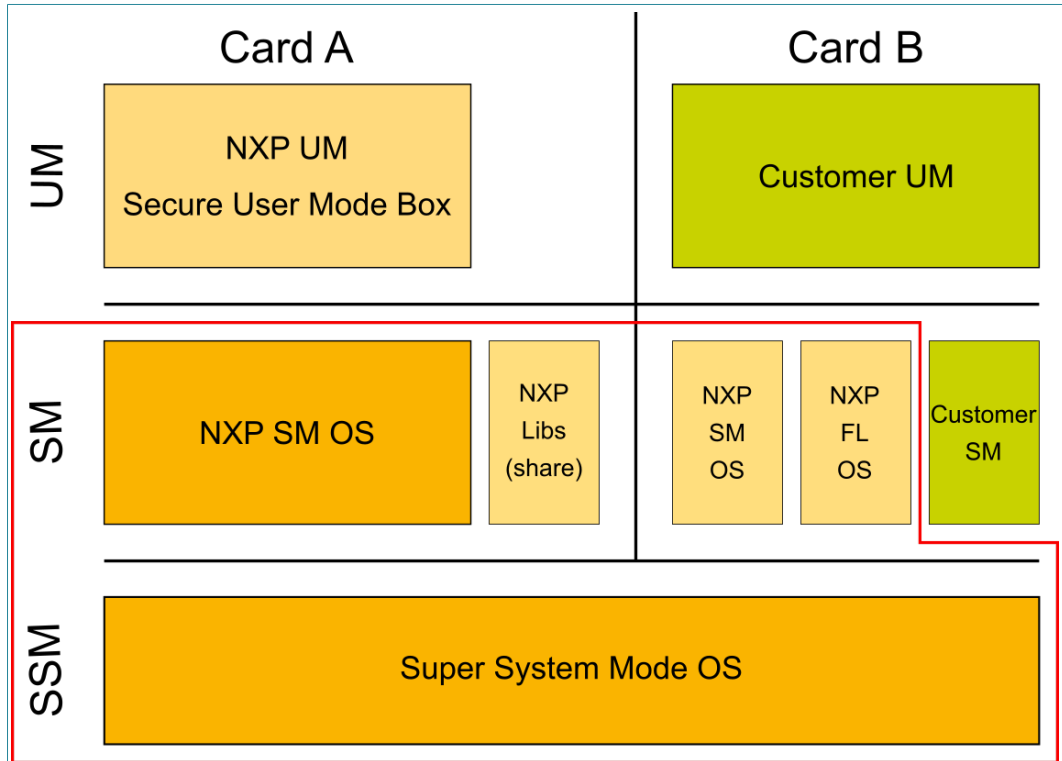 Card A
Card B
UM
NXP UM
Secure User Mode Box
Customer UM
SM
NXP SM OS
NXP
Libs
(share)
NXP
SM
OS
NXP
FL
OS
Customer
SM
SSM
Super System Mode OS